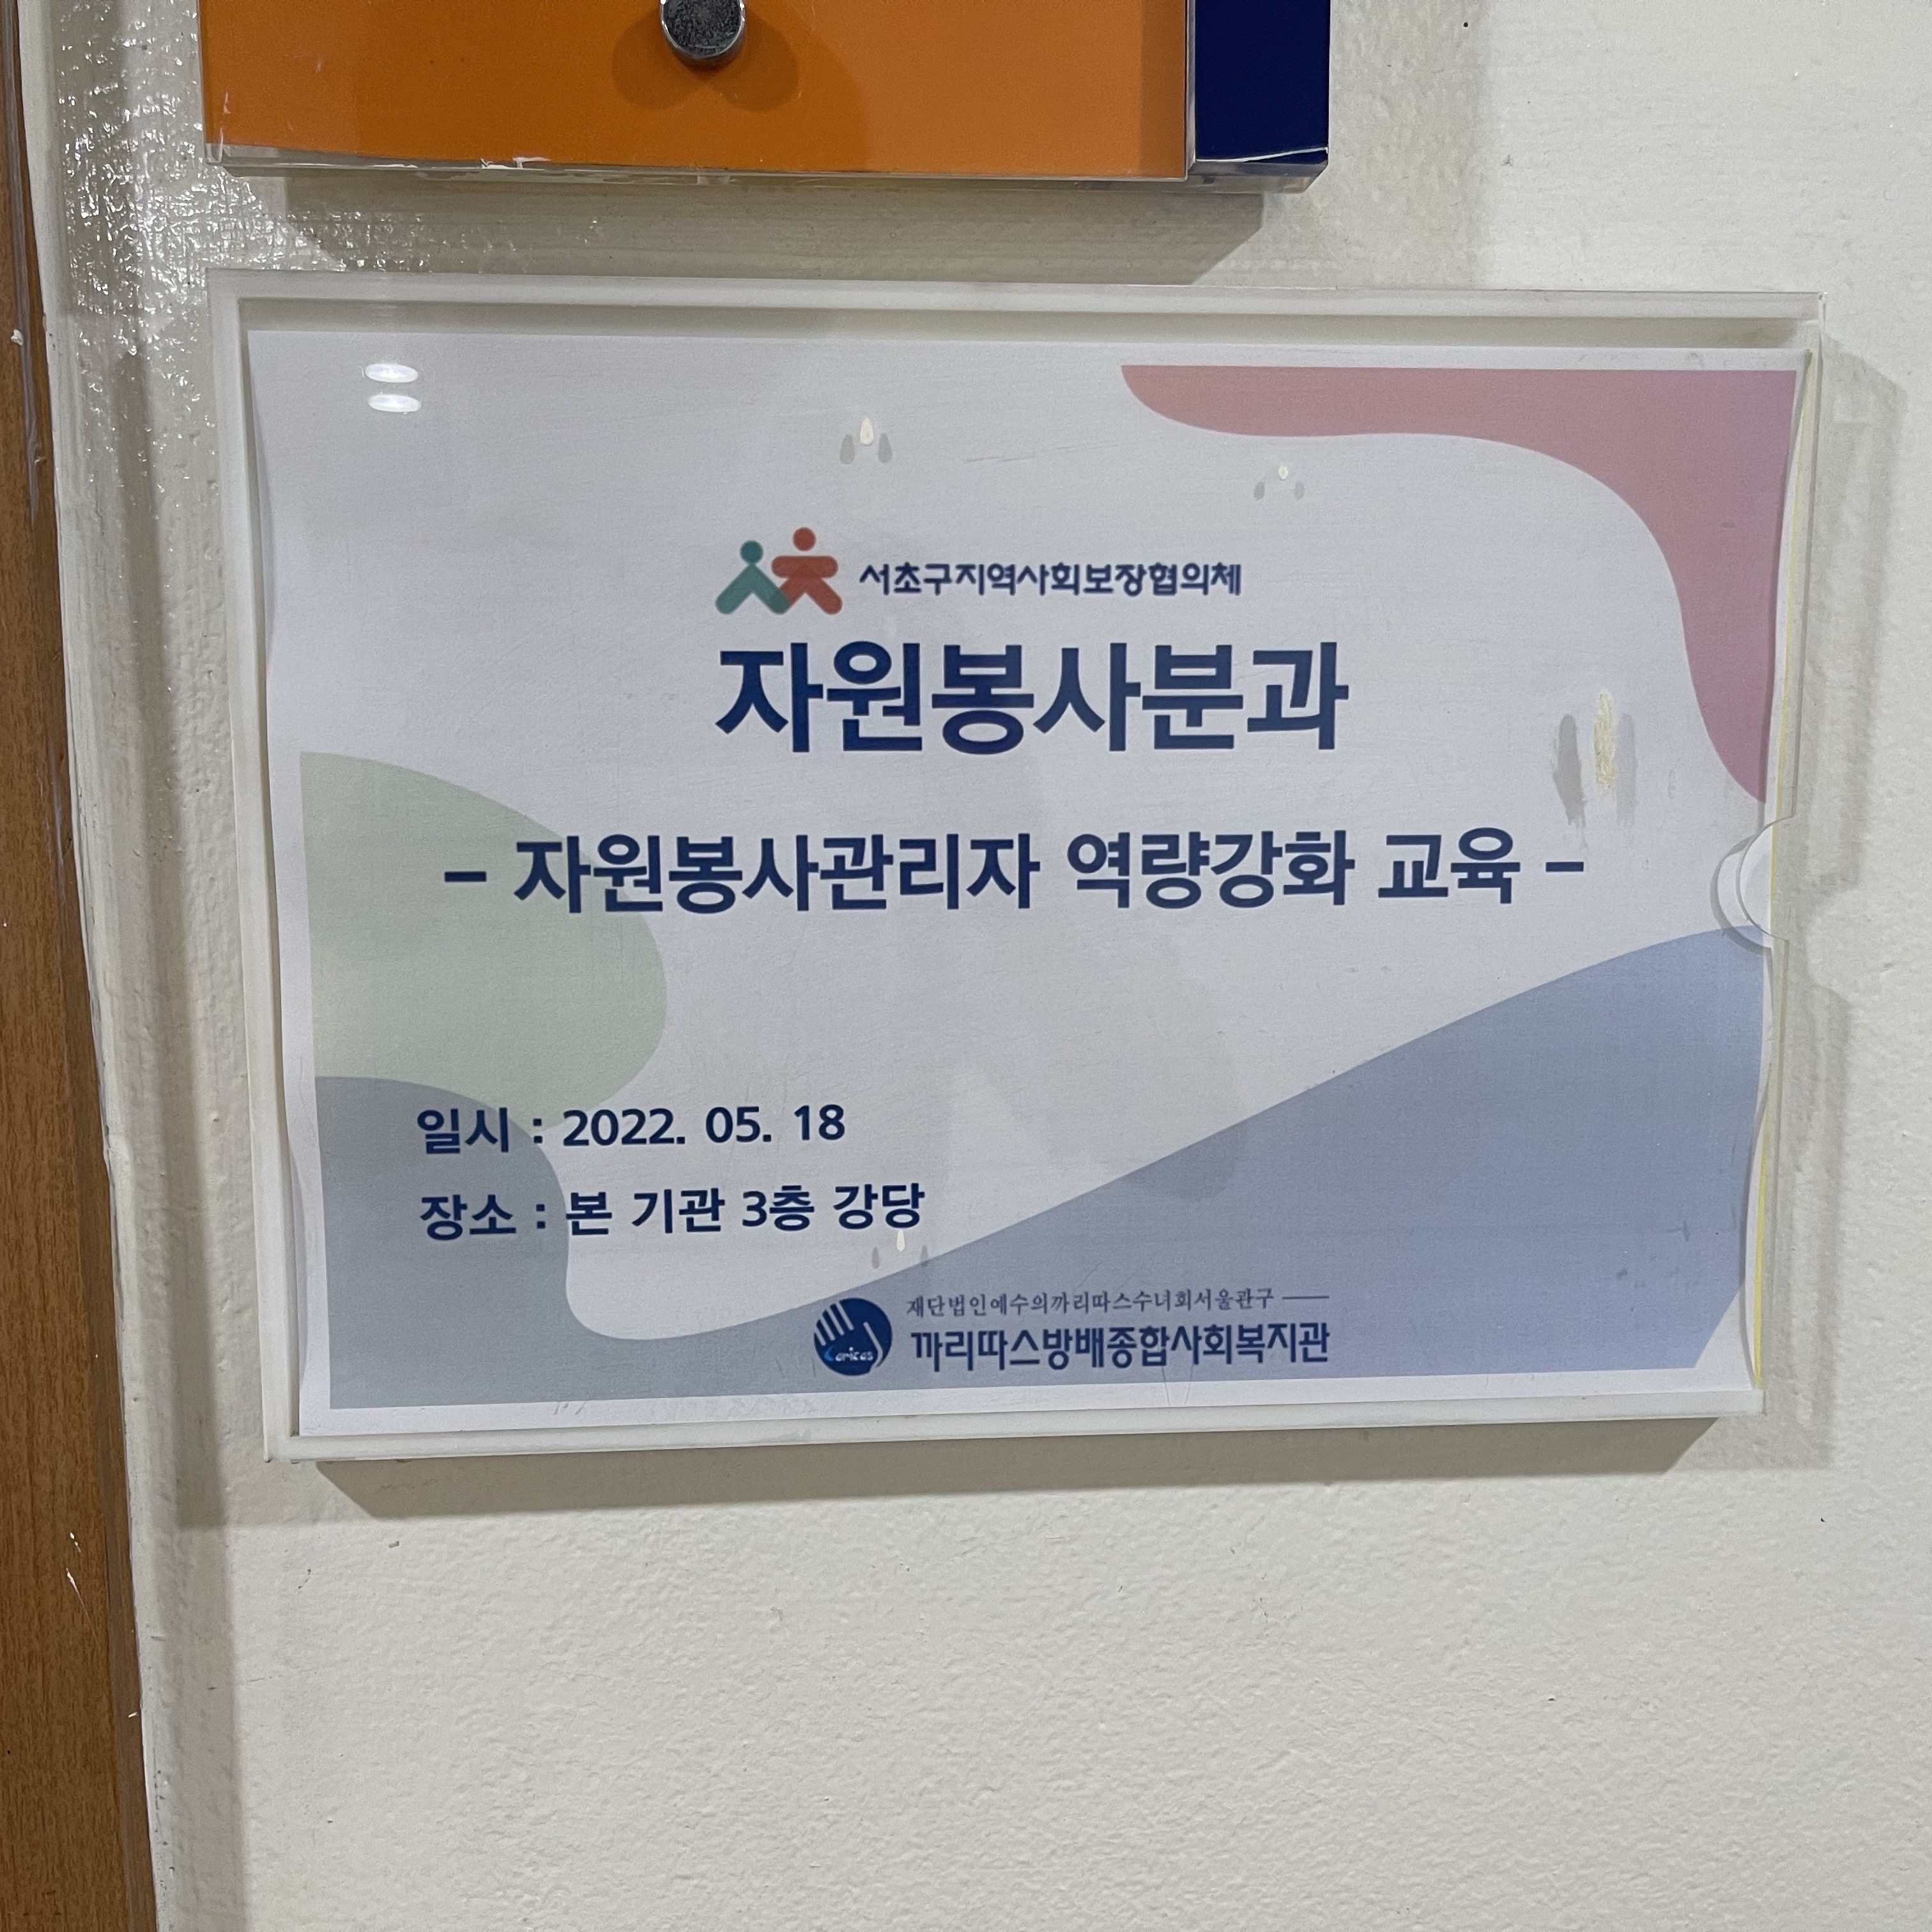 서초구지역사회보장협의체
자원봉사분과
- 자원봉사관리자 역량강화 교육 -
일시 : 2022. 05. 18
장소 : 본 기관 3층 강당
재단법인예수의까리따스수녀회서울관구
Caritas
까리따스방배종합사회복지관